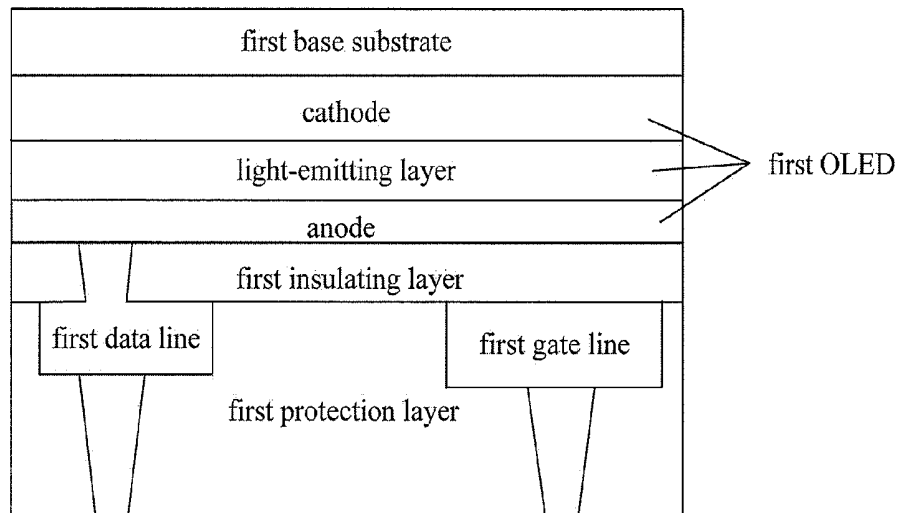 first base substrate
cathode
light-emitting layer
first OLED
anode
first insulating layer
first data line
first gate line
first protection layer